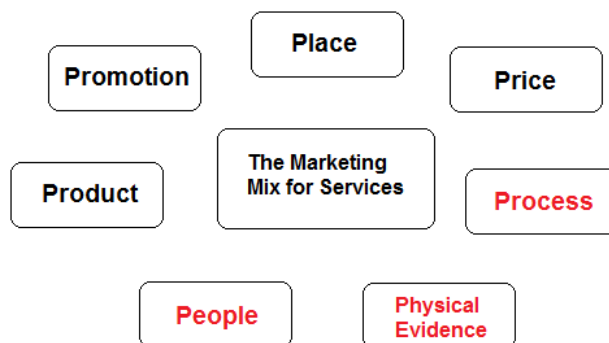 Place
Promotion
Price
The Marketing
Mix for Services
Product
Process
People
Physical
Evidence